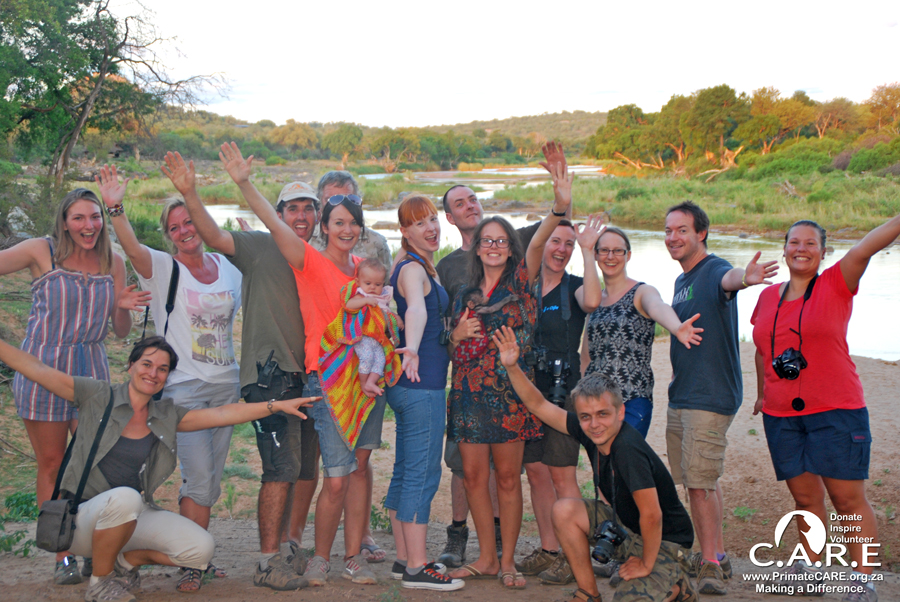 Donate
Inspire
Volunteer
C.A.R.E
www.PrimateCARE.org.za
Making a Difference.